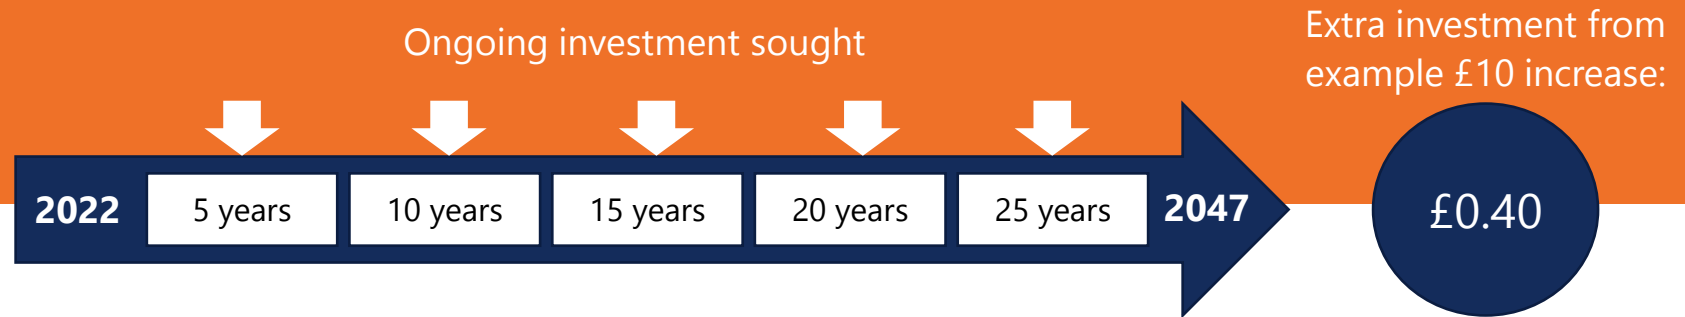 Ongoing investment sought
Extra investment from
example £10 increase:
2022
5 years
10 years
15 years
20 years
25 years
2047
£0.40